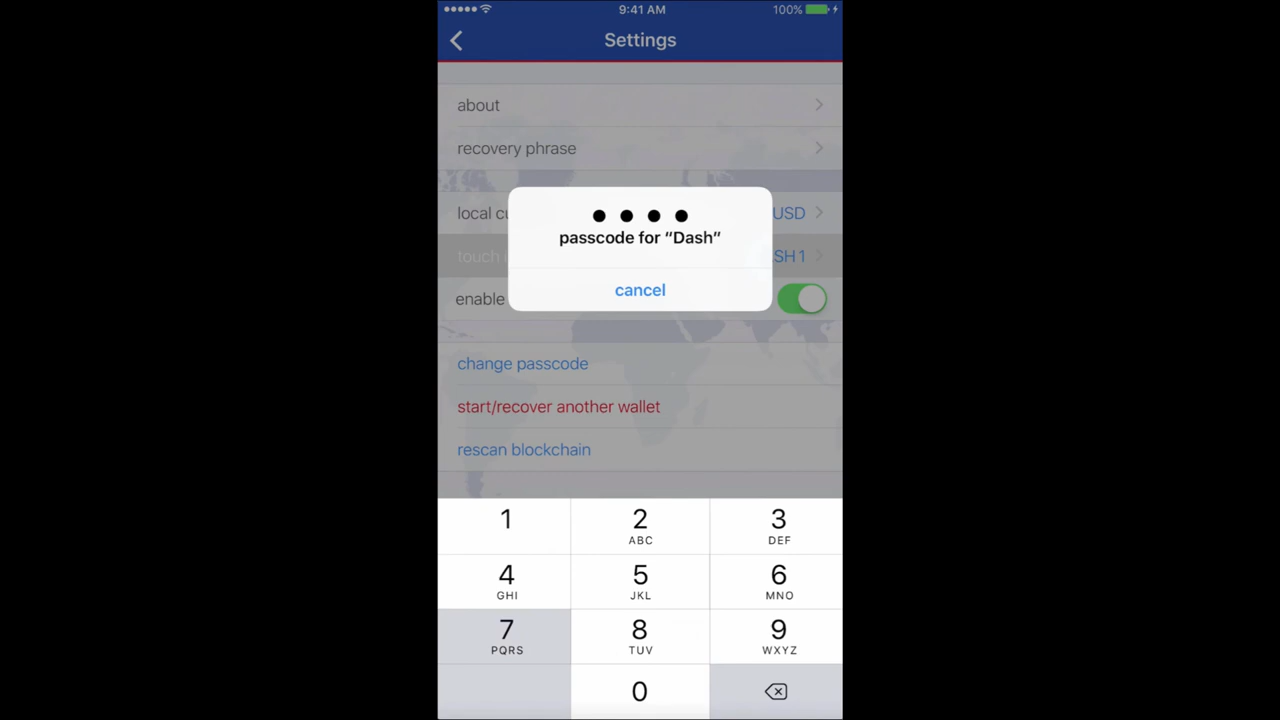 9:41 AM 100%
Settings
about
recovery phrase
local cu USD
touch SH 1
enable
passcode for “Dash”
cancel
change passcode
start/recover another wallet
rescan blockchain
1 2 3
ABC DEF
4 5 6
GHI JKL MNO
7 8 9
PQRS TUV WXYZ
0